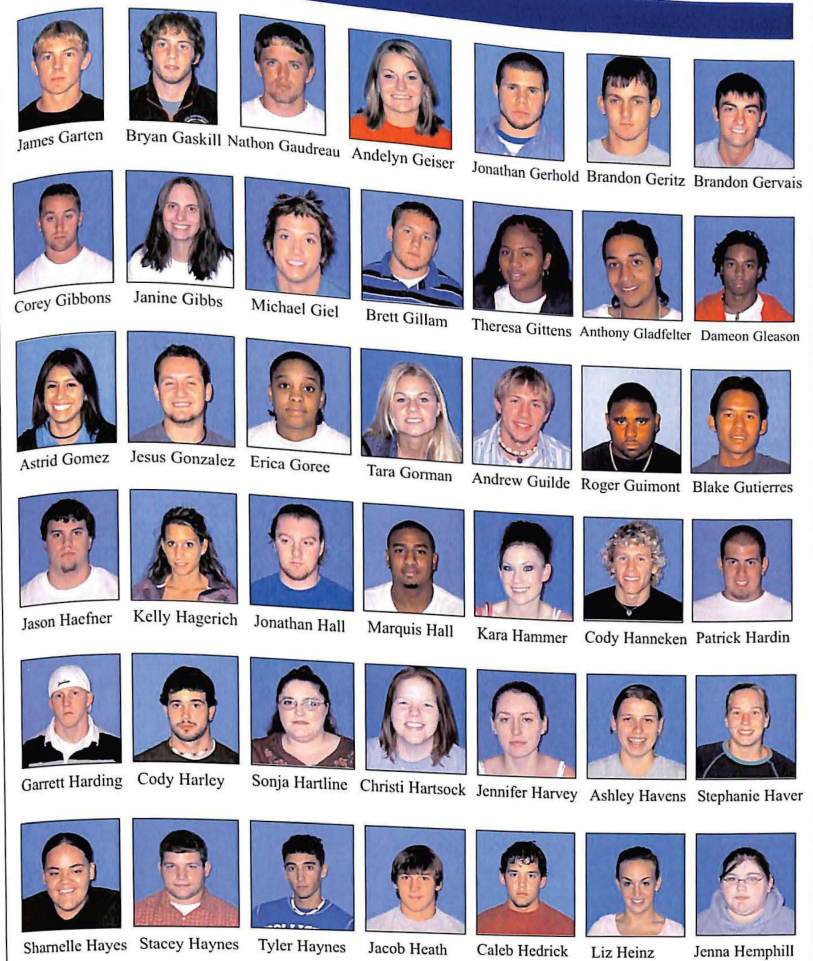 James Garten Bryan Gaskill Nathon Gaudreau Andelyn Geiser Jonathan Gerhold Brandon Geritz Brandon Gervais
Corey Gibbons Janine Gibbs Michael Giel Brett Gillam Theresa Gittens Anthony Gladfelter Dameon Gleason
Astrid Gomez Jesus Gonzalez Erica Goree Tara Gorman Andrew Guilde Roger Guimont Blake Gutierres
Jason Haefner Kelly Hagerich Jonathan Hall Marquis Hall Kara Hammer Cody Hanneken Patrick Hardin
Garrett Harding Cody Harley Sonja Hartline Christi Hartsock Jennifer Harvey Ashley Havens Stephanie Haver
Sharnelle Hayes Stacey Haynes Tyler Haynes Jacob Heath Caleb Hedrick Liz Heinz Jenna Hemphill